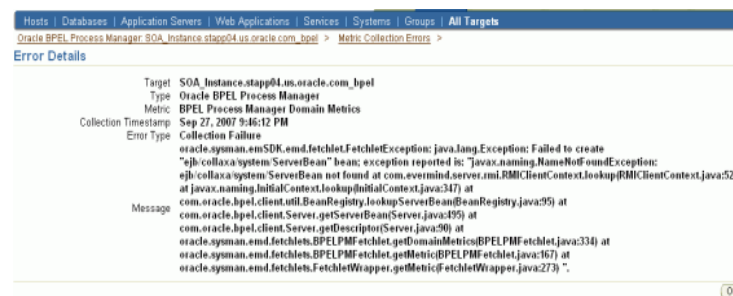 Hosts | Databases | Application Servers | Web Applications | Services | Systems | Groups | All Targets
Oracle BPEL Process Manager: SOA_Instance.stapp04.us.oracle.com_bpel > Metric Collection Errors >
Error Details
Target SOA_Instance.stapp04.us.oracle.com_bpel
Type Oracle BPEL Process Manager
Metric BPEL Process Manager Domain Metrics
Collection Timestamp Sep 27, 2007 9:46:12 PM
Error Type Collection Failure
Message oracle.sysman.emSDK.emd.fetchlet.FetchletException: java.lang.Exception: Failed to create
"ejb/collaxa/system/ServerBean" bean; exception reported is: "javax.naming.NameNotFoundException:
ejb/collaxa/system/ServerBean not found at com.evermind.server.rmi.RMIClientContext.lookup(RMIClientContext.java:52
at javax.naming.InitialContext.lookup(InitialContext.java:347) at
com.oracle.bpel.client.util.BeanRegistry.lookupServerBean(BeanRegistry.java:95) at
com.oracle.bpel.client.Server.getServerBean(Server.java:495) at
com.oracle.bpel.client.Server.getDescriptor(Server.java:90) at
oracle.sysman.emd.fetchlets.BPELPMFetchlet.getDomainMetrics(BPELPMFetchlet.java:334) at
oracle.sysman.emd.fetchlets.BPELPMFetchlet.getMetric(BPELPMFetchlet.java:167) at
oracle.sysman.emd.fetchlets.FetchletWrapper.getMetric(FetchletWrapper.java:273) ".